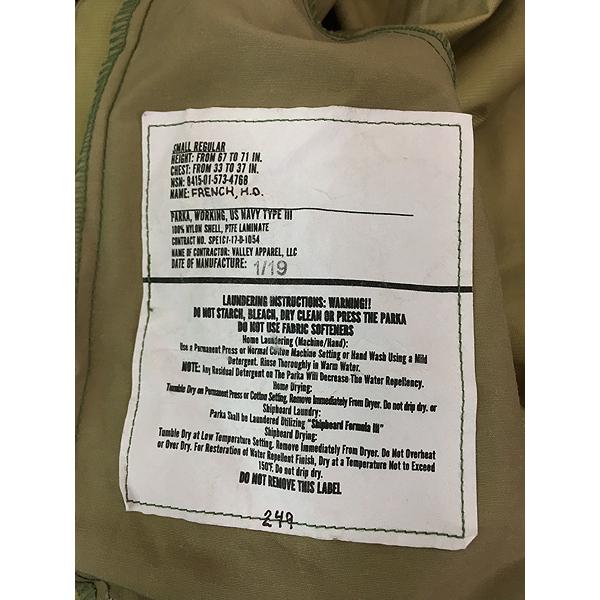 SMALL REGULAR
HEIGHT: FROM 67 TO 71 IN.
CHEST: FROM 33 TO 37 IN.
NSN: 8415-01-573-4768
NAME: FRENCH, H.D.
PARKA, WORKING, US NAVY TYPE III
100% NYLON SHELL, PTFE LAMINATE
CONTRACT NO. SPE1C1-17-D-1054
NAME OF CONTRACTOR: VALLEY APPAREL, LLC
DATE OF MANUFACTURE: 1/19
LAUNDERING INSTRUCTIONS: WARNING!!
DO NOT STARCH, BLEACH, DRY CLEAN OR PRESS THE PARKA
DO NOT USE FABRIC SOFTENERS
Home Laundering (Machine/Hand):
Use a Permanent Press or Normal Cotton Machine Setting or Hand Wash Using a Mild
Detergent. Rinse Thoroughly in Warm Water.
NOTE: Any Residual Detergent on The Parka Will Decrease The Water Repellency.
Home Drying:
Tumble Dry on Permanent Press or Cotton Setting, Remove Immediately From Dryer. Do not drip dry. or
Shipboard Laundry:
Parka Shall be Laundered Utilizing "Shipboard Formula III"
Shipboard Drying:
Tumble Dry at Low Temperature Setting, Remove Immediately From Dryer. Do Not Overheat
or Over Dry. For Restoration of Water Repellent Finish, Dry at a Temperature Not to Exceed
150°F. Do not drip dry.
DO NOT REMOVE THIS LABEL
249